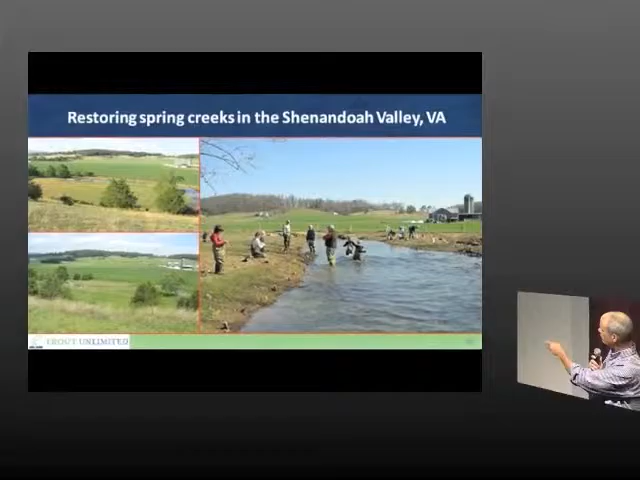 Restoring spring creeks in the Shenandoah Valley, VA
TROUT UNLIMITED